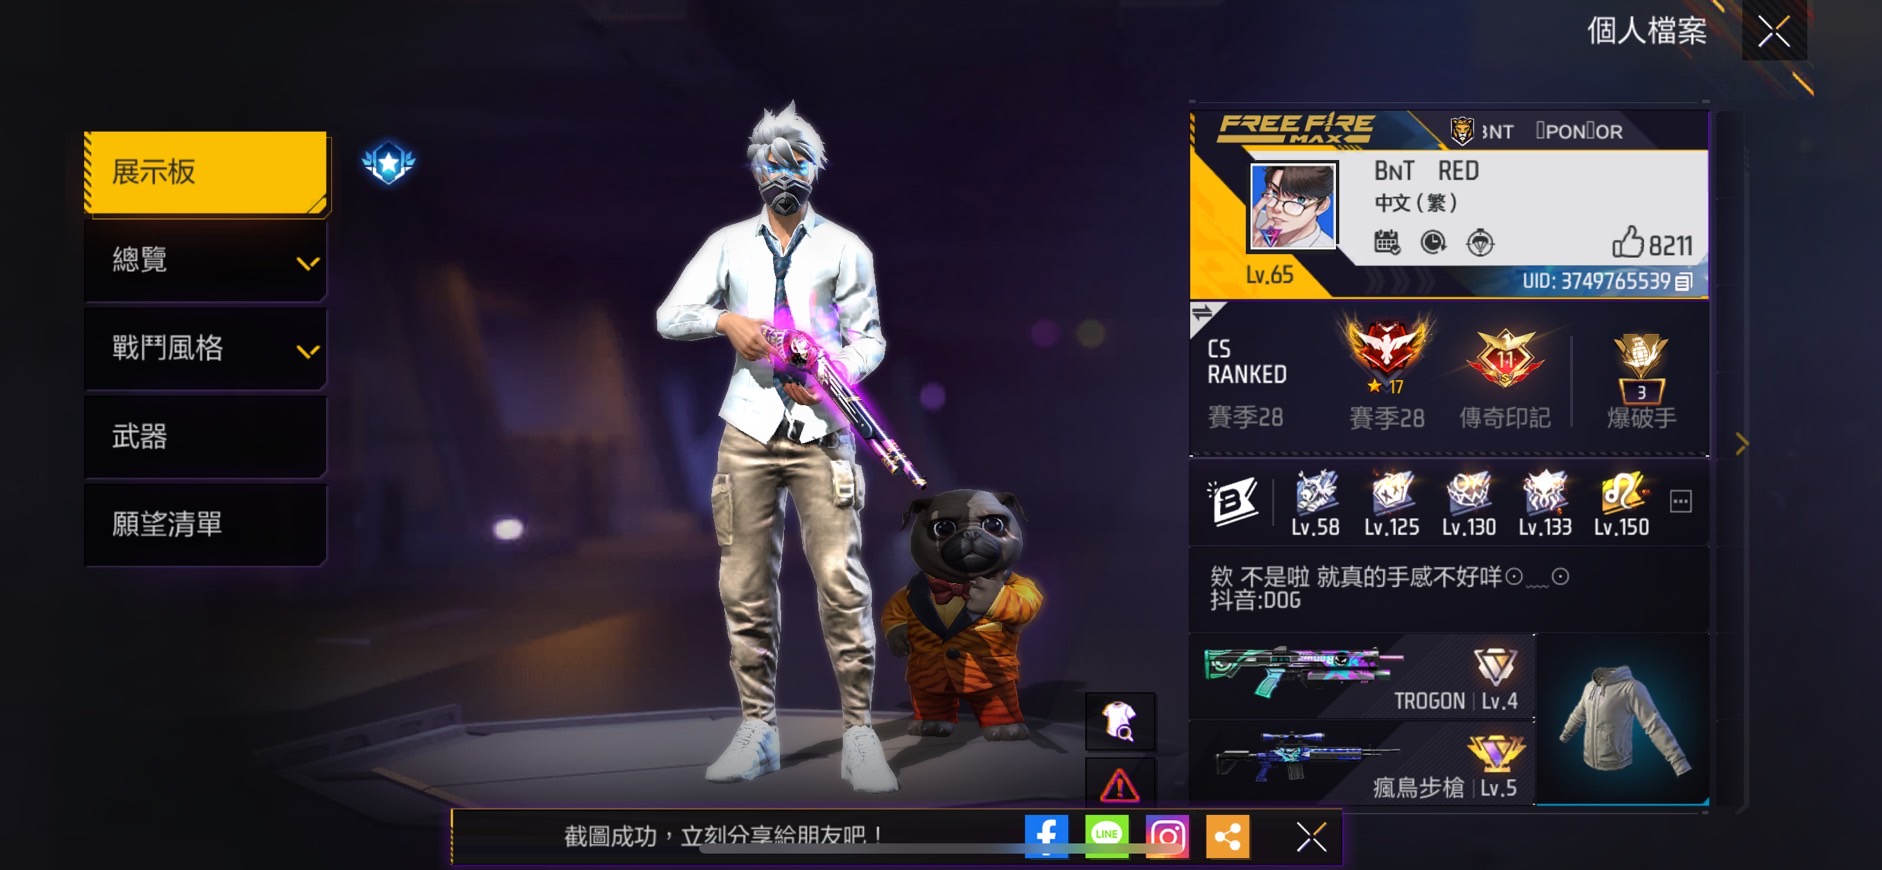 個人檔案
展示板
總覽
戰鬥風格
武器
願望清單
FREE FIRE
MAX
BNT RED
中文(繁)
8211
Lv.65
UID: 3749765539
CS
RANKED
賽季28
17
賽季28
11
傳奇印記
3
爆破手
B
Lv.58 Lv.125 Lv.130 Lv.133 Lv.150
欸 不是啦 就真的手感不好咩⊙﹏⊙
抖音:DOG
TROGON Lv.4
瘋鳥步槍 Lv.5
截圖成功,立刻分享給朋友吧!
LINE